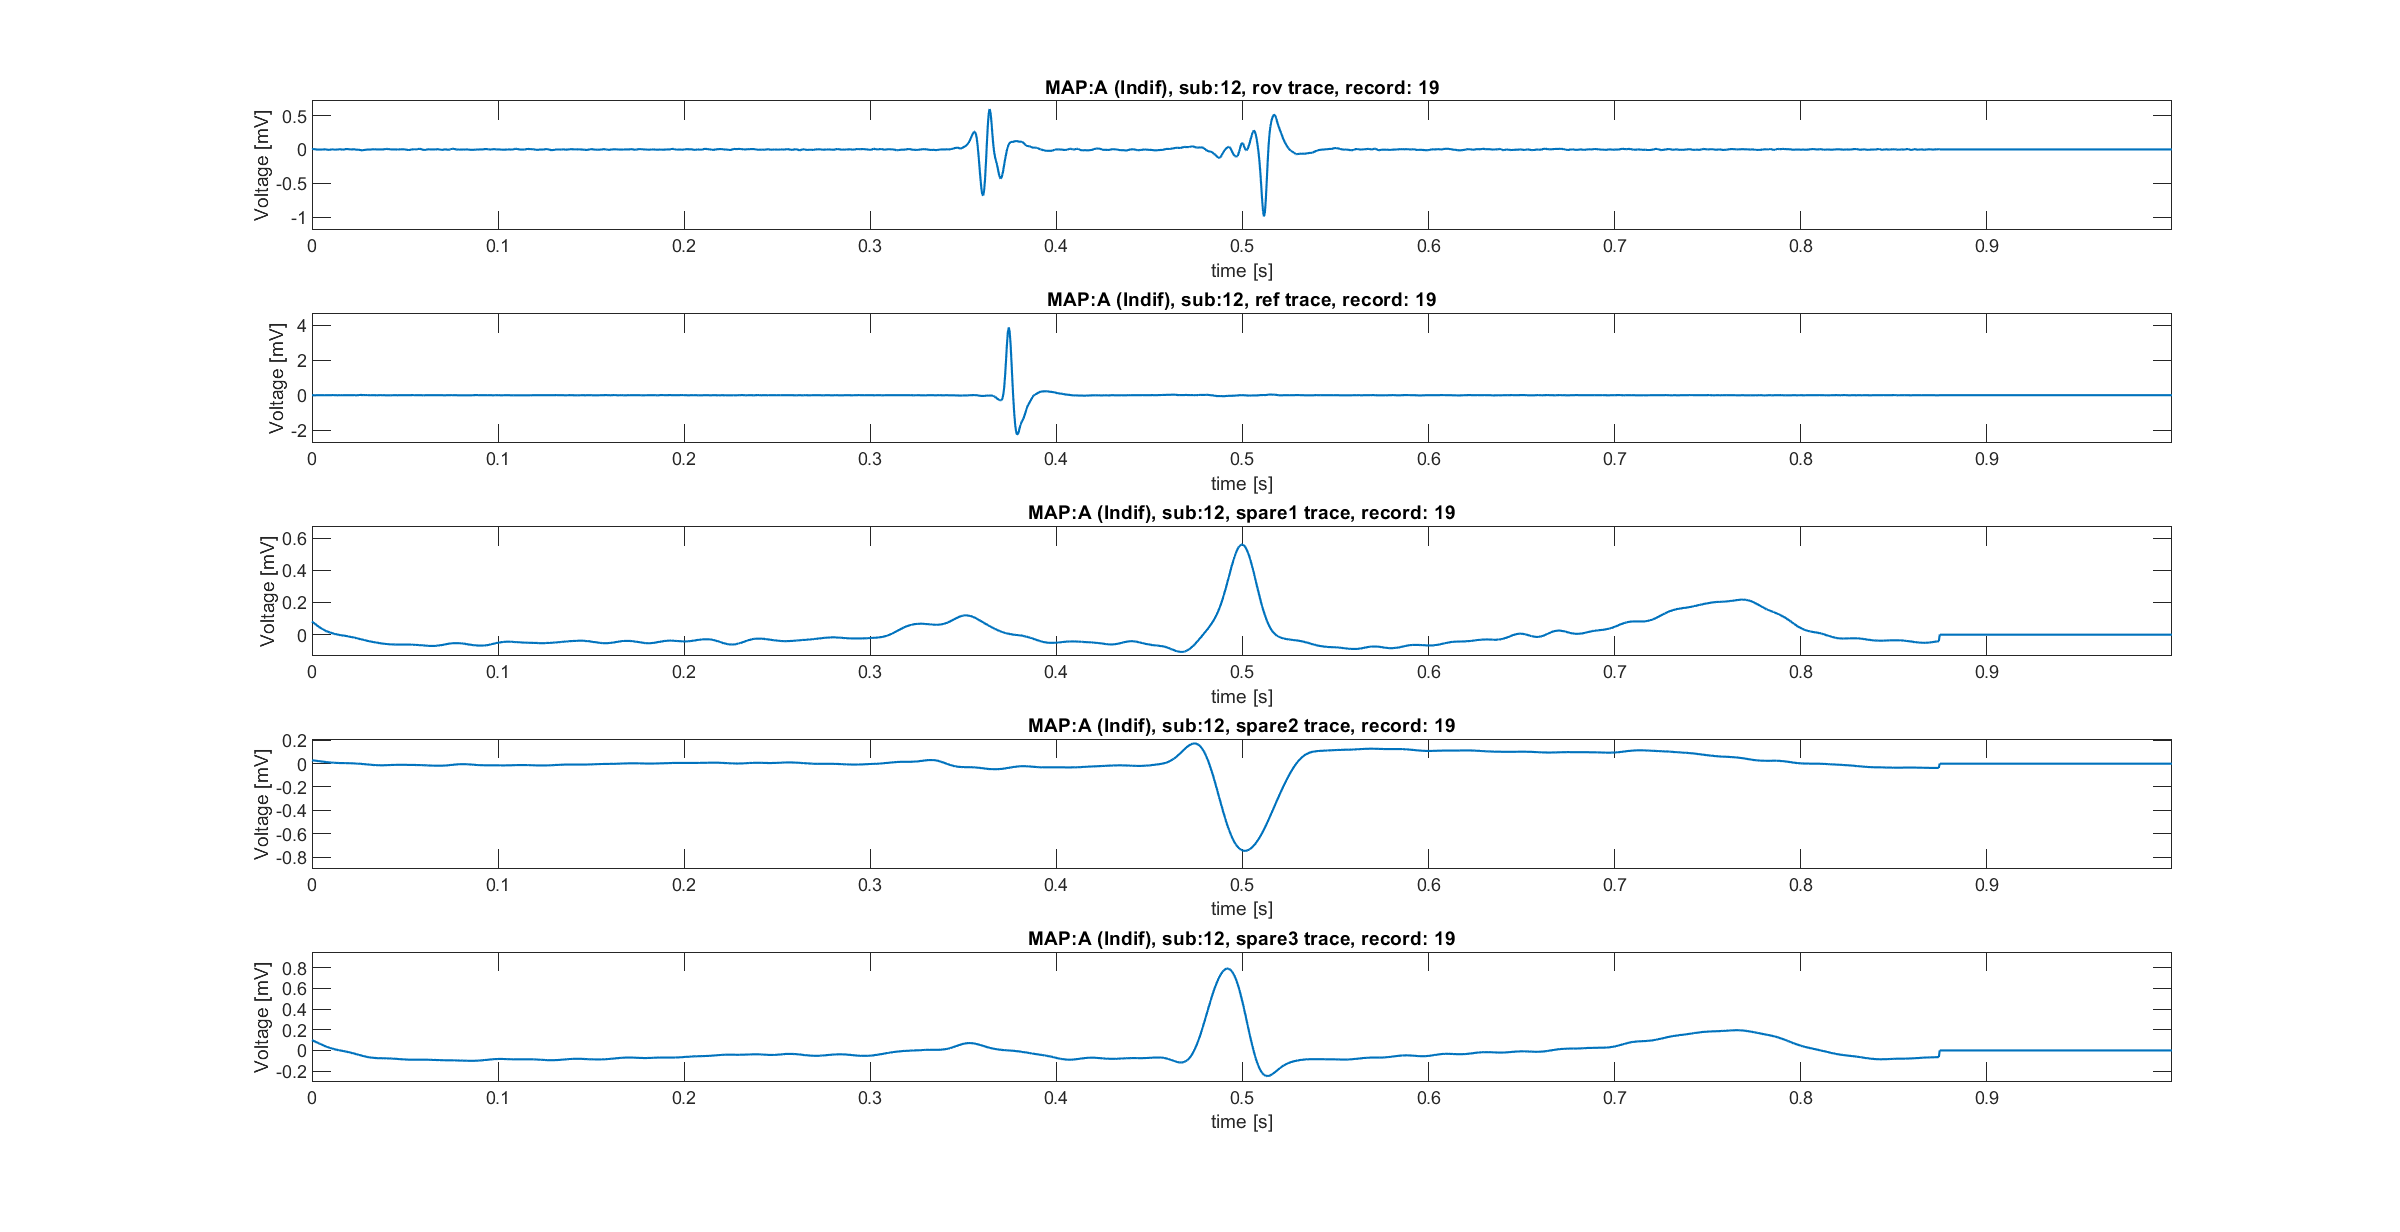 MAP:A (Indif), sub:12, rov trace, record: 19
Voltage [mV]
0.5
0
-0.5
-1
0 0.1 0.2 0.3 0.4 0.5 0.6 0.7 0.8 0.9
time [s]
MAP:A (Indif), sub:12, ref trace, record: 19
Voltage [mV]
4
2
0
-2
0 0.1 0.2 0.3 0.4 0.5 0.6 0.7 0.8 0.9
time [s]
MAP:A (Indif), sub:12, spare1 trace, record: 19
Voltage [mV]
0.6
0.4
0.2
0
0 0.1 0.2 0.3 0.4 0.5 0.6 0.7 0.8 0.9
time [s]
MAP:A (Indif), sub:12, spare2 trace, record: 19
Voltage [mV]
0.2
0
-0.2
-0.4
-0.6
-0.8
0 0.1 0.2 0.3 0.4 0.5 0.6 0.7 0.8 0.9
time [s]
MAP:A (Indif), sub:12, spare3 trace, record: 19
Voltage [mV]
0.8
0.6
0.4
0.2
0
-0.2
0 0.1 0.2 0.3 0.4 0.5 0.6 0.7 0.8 0.9
time [s]